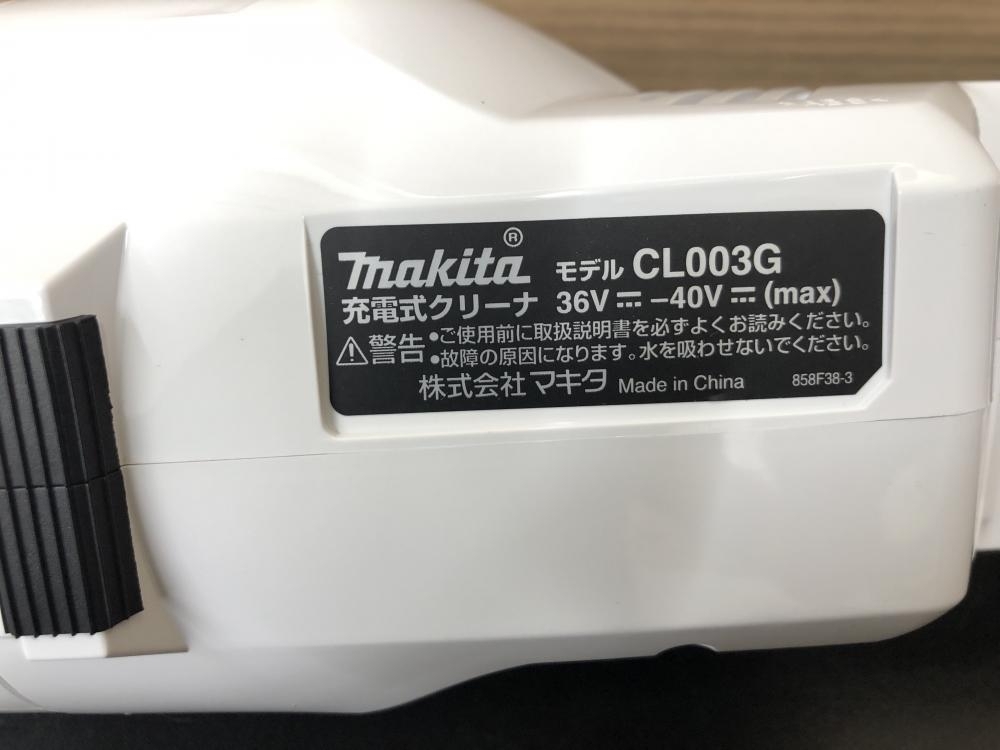 makita® モデル CL003G
充電式クリーナ 36V⎓–40V⎓(max)
⚠警告 •ご使用前に取扱説明書を必ずよくお読みください。
•故障の原因になります。水を吸わせないでください。
株式会社 マキタ Made in China 858F38-3